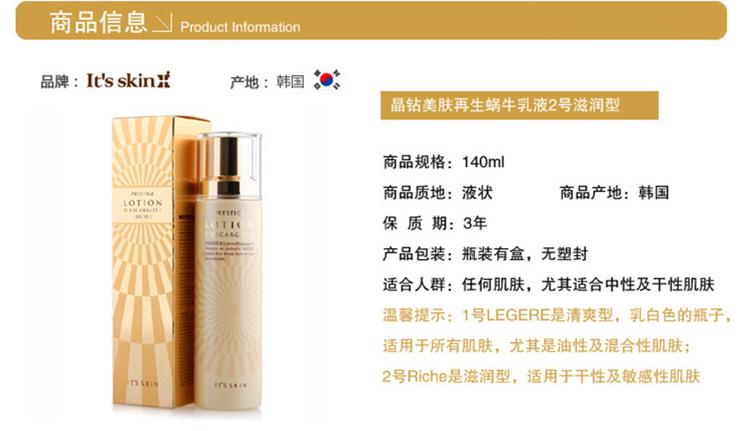 商品信息 Product Information
品牌： It's skin 产地： 韩国
晶钻美肤再生蜗牛乳液2号滋润型
商品规格： 140ml
商品质地： 液状 商品产地： 韩国
保 质 期： 3年
产品包装： 瓶装有盒，无塑封
适合人群： 任何肌肤，尤其适合中性及干性肌肤
温馨提示： 1号LEGERE是清爽型，乳白色的瓶子，
适用于所有肌肤，尤其是油性及混合性肌肤；
2号Riche是滋润型，适用于干性及敏感性肌肤
PRESTIGE
LOTION
D'ESCARGOT
It's SKIN
PRESTIGE
LOTION
D'ESCARGOT
It's SKIN